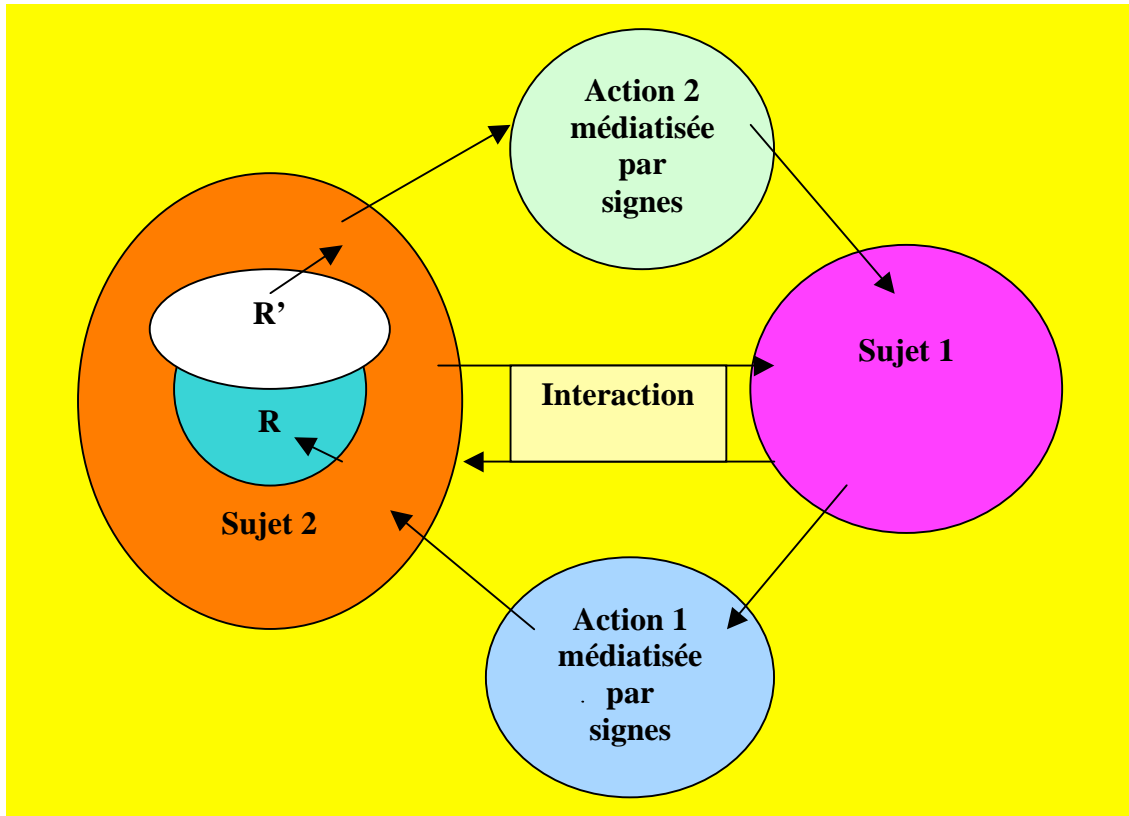 Action 2
médiatisée
par
signes
R’
Sujet 1
Interaction
R
Sujet 2
Action 1
médiatisée
par
signes